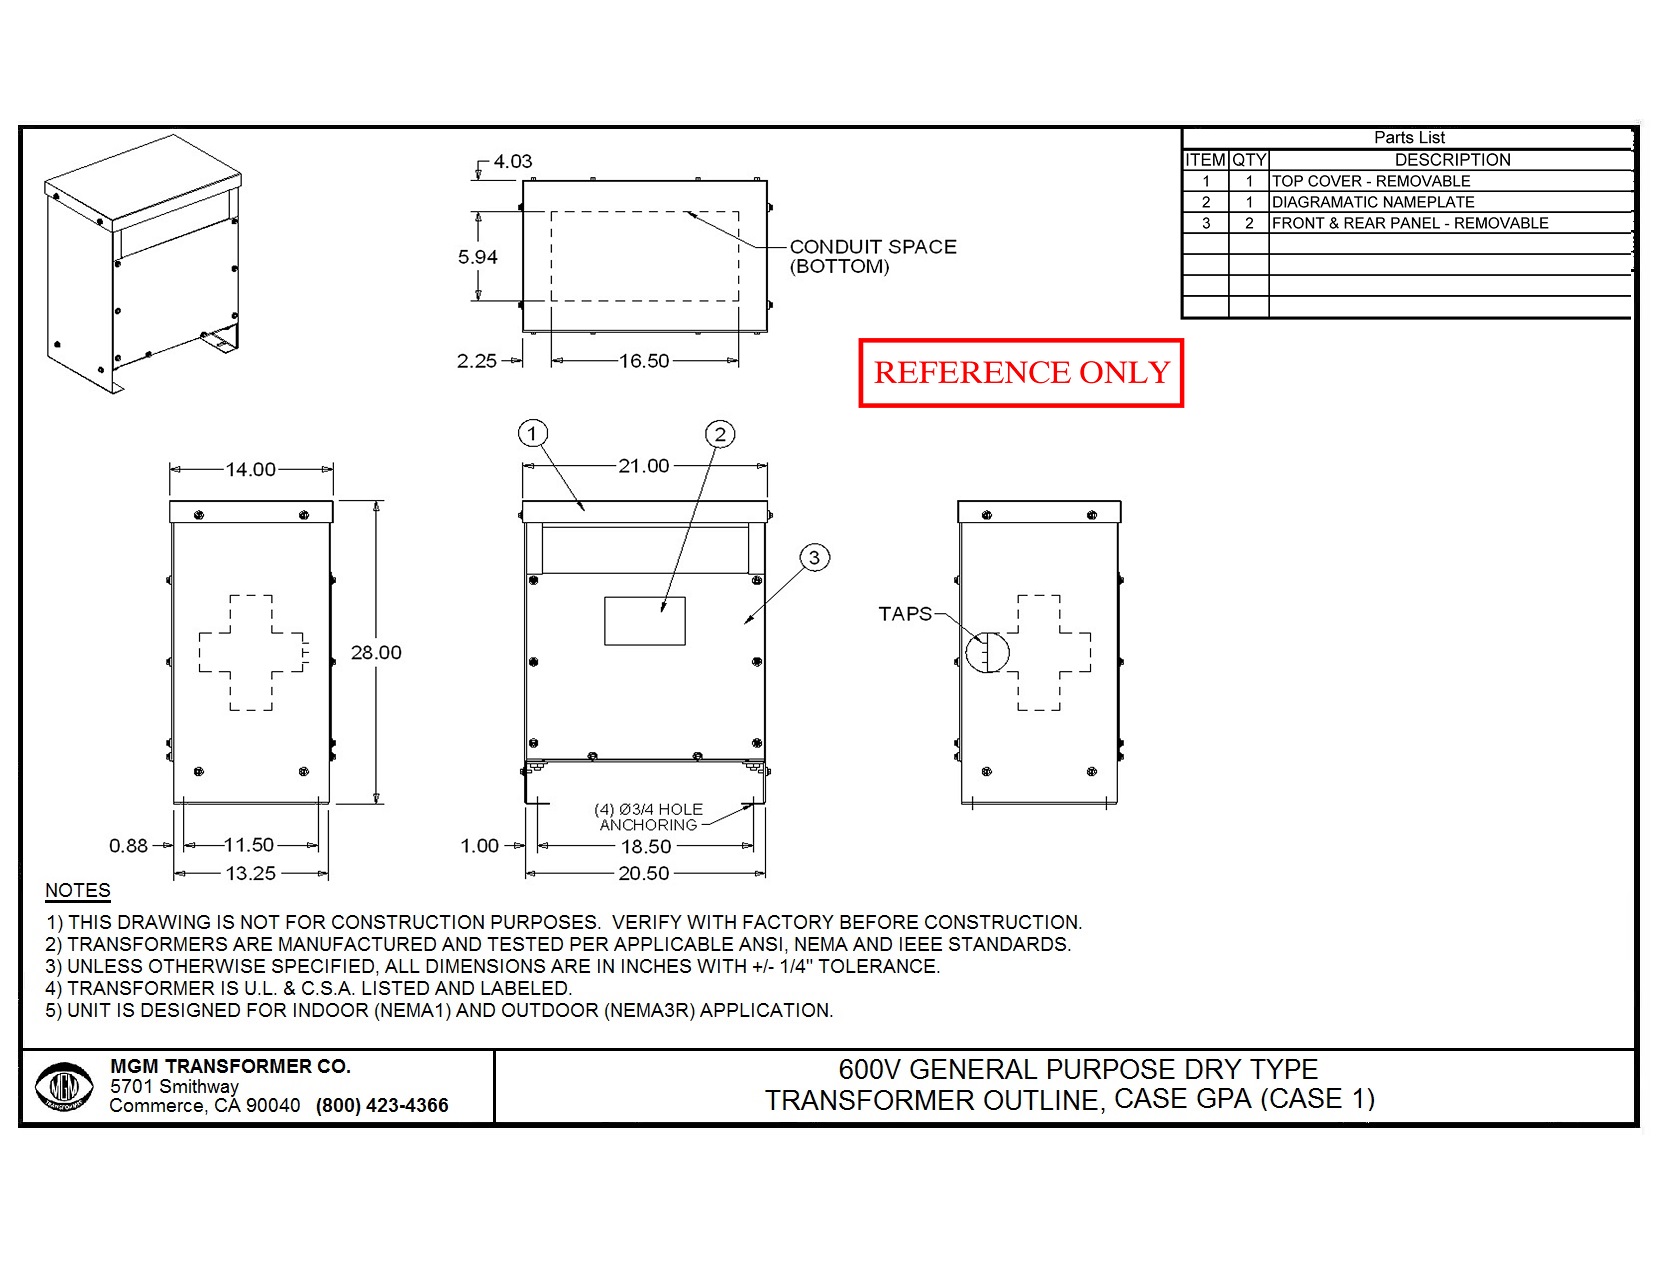 Parts List
ITEM QTY DESCRIPTION
1 1 TOP COVER - REMOVABLE
2 1 DIAGRAMATIC NAMEPLATE
3 2 FRONT & REAR PANEL - REMOVABLE
4.03
5.94
CONDUIT SPACE
(BOTTOM)
2.25 16.50
REFERENCE ONLY
1 2
14.00 21.00
3
28.00
TAPS
(4) Ø3/4 HOLE
ANCHORING
0.88 11.50 1.00 18.50
13.25 20.50
NOTES
1) THIS DRAWING IS NOT FOR CONSTRUCTION PURPOSES. VERIFY WITH FACTORY BEFORE CONSTRUCTION.
2) TRANSFORMERS ARE MANUFACTURED AND TESTED PER APPLICABLE ANSI, NEMA AND IEEE STANDARDS.
3) UNLESS OTHERWISE SPECIFIED, ALL DIMENSIONS ARE IN INCHES WITH +/- 1/4" TOLERANCE.
4) TRANSFORMER IS U.L. & C.S.A. LISTED AND LABELED.
5) UNIT IS DESIGNED FOR INDOOR (NEMA1) AND OUTDOOR (NEMA3R) APPLICATION.
MGM
MGM TRANSFORMER CO.
5701 Smithway
Commerce, CA 90040 (800) 423-4366
600V GENERAL PURPOSE DRY TYPE
TRANSFORMER OUTLINE, CASE GPA (CASE 1)